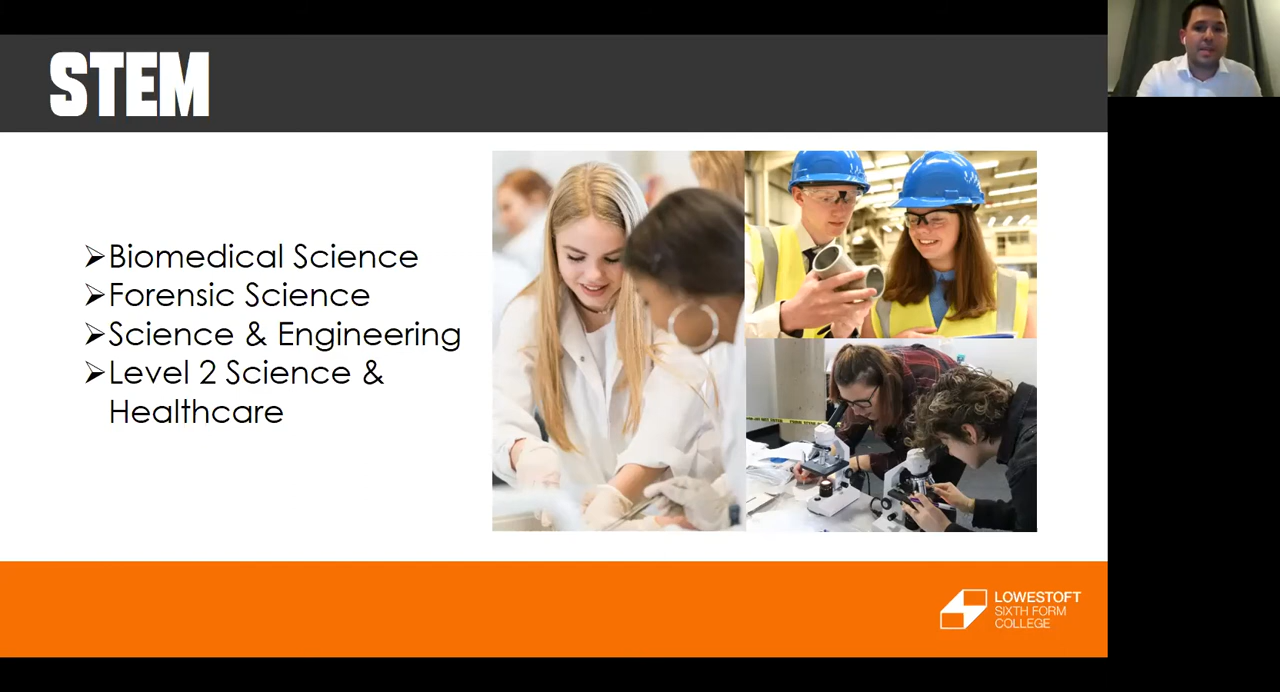 STEM
➢Biomedical Science
➢Forensic Science
➢Science & Engineering
➢Level 2 Science &
Healthcare
LOWESTOFT
SIXTH FORM
COLLEGE